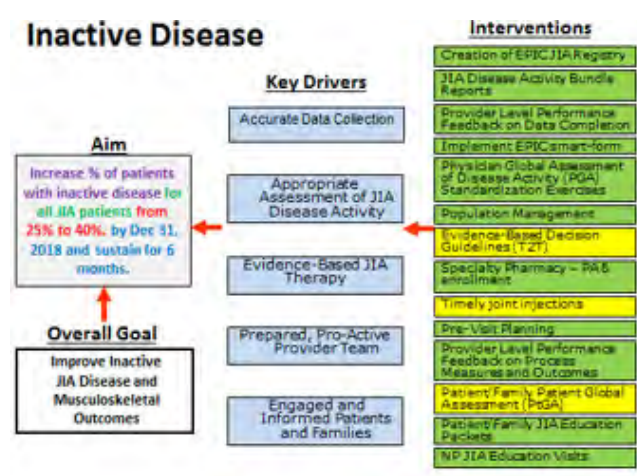 Inactive Disease
Aim
Increase % of patients
with inactive disease for
all JIA patients from
25% to 40%. by Dec 31,
2018 and sustain for 6
months.
Overall Goal
Improve Inactive
JIA Disease and
Musculoskeletal
Outcomes
Key Drivers
Accurate Data Collection
Appropriate
Assessment of JIA
Disease Activity
Evidence-Based JIA
Therapy
Prepared, Pro-Active
Provider Team
Engaged and
Informed Patients
and Families
Interventions
Creation of EPIC JIA Registry
JIA Disease Activity Bundle
Reports
Provider Level Performance
Feedback on Data Completion
Implement EPIC smart-form
Physician Global Assessment
of Disease Activity (PGA)
Standardization Exercises
Population Management
Evidence-Based Decision
Guidelines (T2T)
Specialty Pharmacy – PA&
enrollment
Timely joint injections
Pre-Visit Planning
Provider Level Performance
Feedback on Process
Measures and Outcomes
Patient/Family Patient Global
Assessment (PtGA)
Patient/Family JIA Education
Packets
NP JIA Education Visits